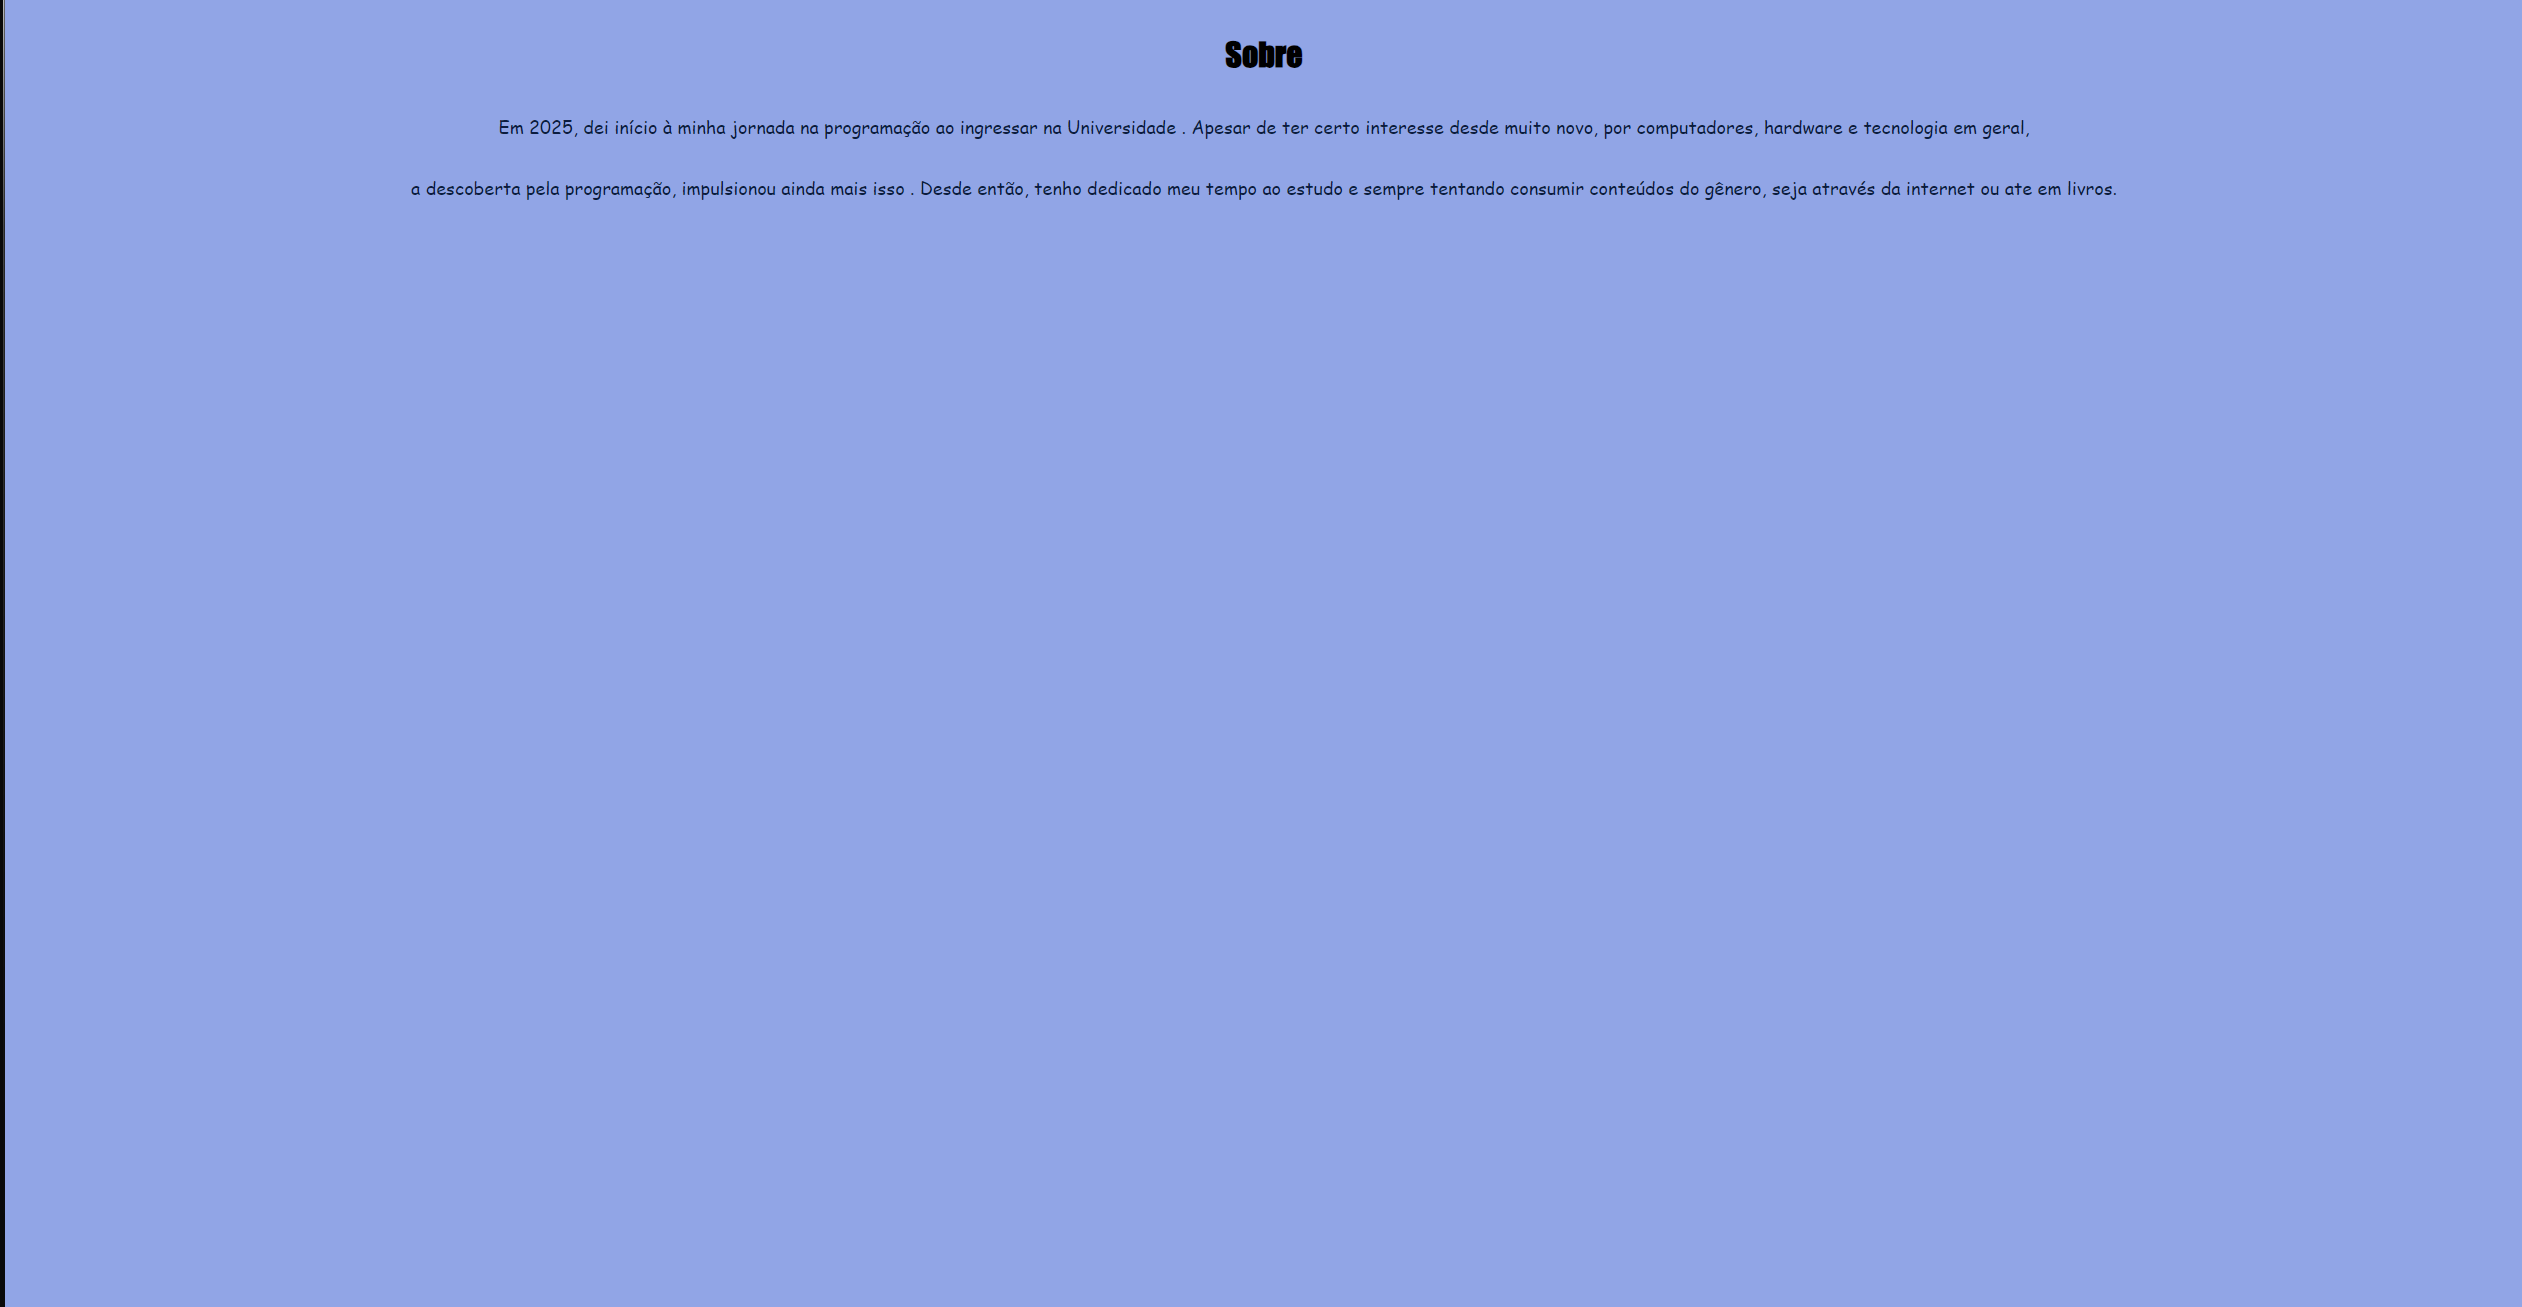 Sobre
Em 2025, dei início à minha jornada na programação ao ingressar na Universidade . Apesar de ter certo interesse desde muito novo, por computadores, hardware e tecnologia em geral,
a descoberta pela programação, impulsionou ainda mais isso . Desde então, tenho dedicado meu tempo ao estudo e sempre tentando consumir conteúdos do gênero, seja através da internet ou ate em livros.